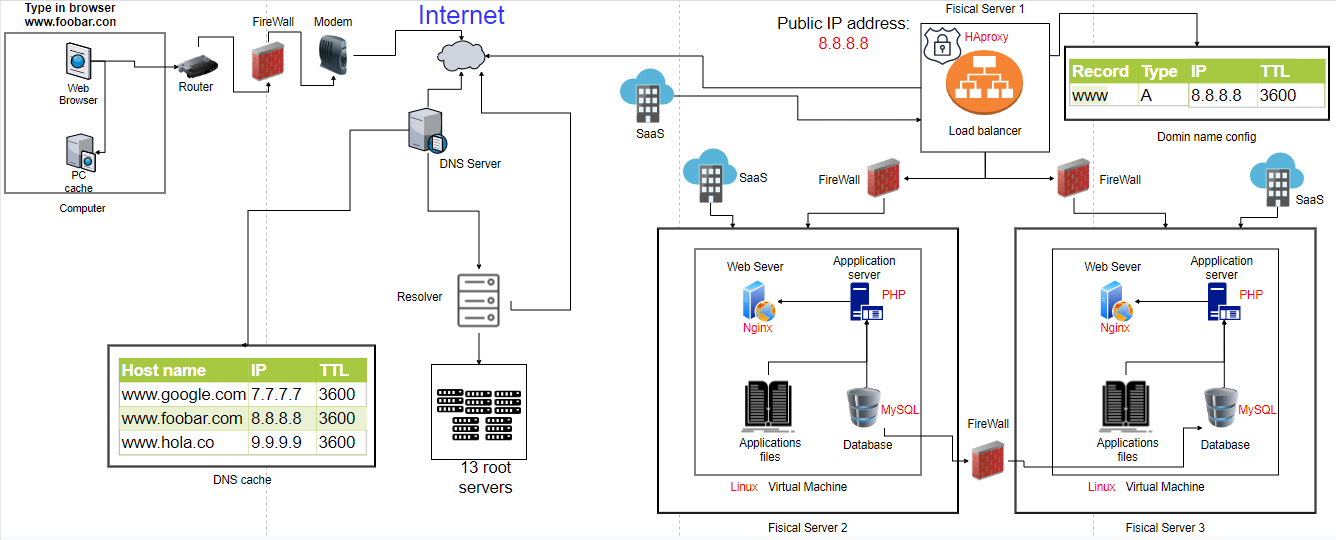 Type in browser
www.foobar.con
FireWall
Modem
Internet
Router
Web
Browser
PC
cache
Computer
DNS Server
Resolver
Host name IP TTL
www.google.com 7.7.7.7 3600
www.foobar.com 8.8.8.8 3600
www.hola.co 9.9.9.9 3600
DNS cache
13 root
servers
Public IP address:
8.8.8.8
Fisical Server 1
HAproxy
Load balancer
SaaS
Record Type IP TTL
www A 8.8.8.8 3600
Domin name config
SaaS
FireWall
FireWall
SaaS
Web Sever
Appplication
server
PHP
Nginx
MySQL
Applications
files
Database
Linux Virtual Machine
Fisical Server 2
FireWall
Web Sever
Appplication
server
PHP
Nginx
MySQL
Applications
files
Database
Linux Virtual Machine
Fisical Server 3